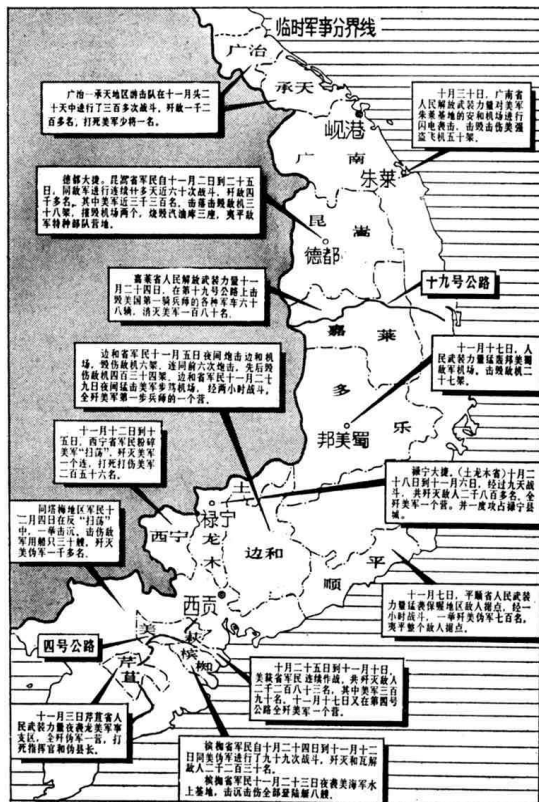 临时军事分界线
广治
承天
广治—承天地区游击队在十一月头二
十天中进行了三百多次战斗，歼敌一千二
百多名，打死美军少将一名。
岘港
十月三十日，广南省
人民解放武装力量对美军
朱莱基地的安和机场进行
闪电袭击，击毁击伤美强
盗飞机五十架。
广南
朱莱
德都大捷。昆嵩省军民自十一月二日到二十五
日，同敌军进行连续廿多天近六十次战斗，歼敌四
千多名。其中美军近三千三百名，击落击毁敌机三
十八架，摧毁机场两个，烧毁汽油库三座，夷平敌
军特种部队营地。
昆嵩
德都
嘉莱省人民解放武装力量十一
月二十四日，在第十九号公路上击
毁美国第一骑兵师的各种军车六十
八辆，消灭美军一百八十名。
十九号公路
嘉莱
十一月十七日，人
民武装力量猛轰邦美蜀
敌军机场，击毁敌机二
十七架。
边和省军民十一月五日夜间炮击边和机
场，毁伤敌机六架。连同前六次炮击，先后毁
伤敌机四百三十四架。边和省军民十一月二十
九日夜间猛击美军步笃机场，经两小时战斗，
全歼美军第一步兵师的一个营。
多乐
邦美蜀
十一月十二日到十
五日，西宁省军民粉碎
美军“扫荡”，歼灭美军
一个连，打死打伤美军
二百五十六名。
禄宁大捷。（土龙木省）十月二
十八日到十一月六日，经过九天战
斗，共歼灭敌人二千八百多名，全
歼美军一个营，并一度攻占禄宁县
城。
土龙木
禄宁
同塔梅地区军民十
二月四日在反“扫荡”
中，一举击沉、击伤敌
军用船只三十艘，歼灭
美伪军一千多名。
西宁
边和
平顺
十一月七日，平顺省人民武装
力量猛袭保赖地区敌人据点，经一
小时战斗，一举歼美伪军七百名，
夷平整个敌人据点。
西贡
四号公路
美萩
槟椥
芹苴
十月二十五日到十一月十日，
美萩省军民连续作战，共歼灭敌人
二千二百八十三名，其中美军三百
九十名。十一月十七日又在第四号
公路全歼美军一个营。
十一月三日芹苴省人
民武装力量夜袭龙美军事
支区，全歼伪军一营，打
死指挥官和伪县长。
槟椥省军民自十月二十四日到十一月十二
日同美伪军进行了九十九次战斗，歼灭和瓦解
敌人二千二百三十名。
槟椥省军民十一月二十三日夜袭美海军水
上基地，击沉击伤全部登陆艇八艘。